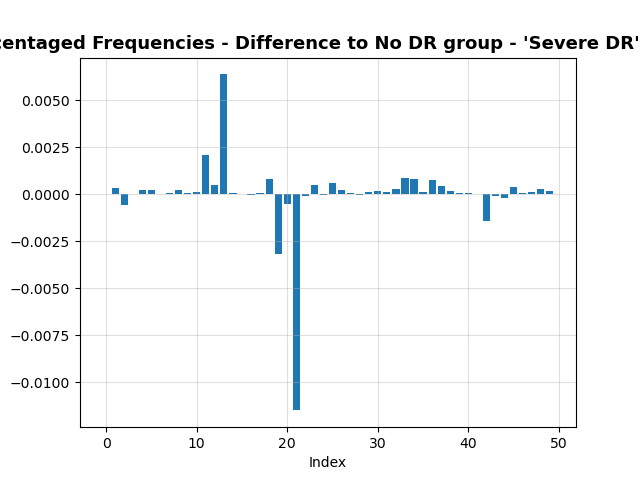 centaged Frequencies - Difference to No DR group - 'Severe DR'
0.0050
0.0025
0.0000
−0.0025
−0.0050
−0.0075
−0.0100
0 10 20 30 40 50
Index